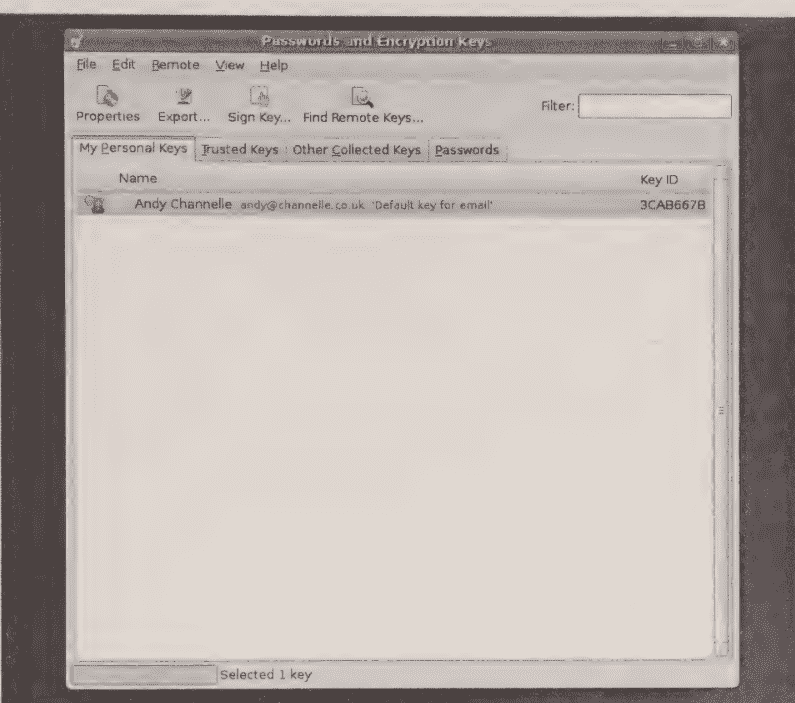 Passwords and Encryption Keys
File Edit Remote View Help
Properties Export... Sign Key... Find Remote Keys... Filter:
My Personal Keys Trusted Keys Other Collected Keys Passwords
Name Key ID
Andy Channelle andy@channelle.co.uk 'Default key for email' 3CAB667B
Selected 1 key